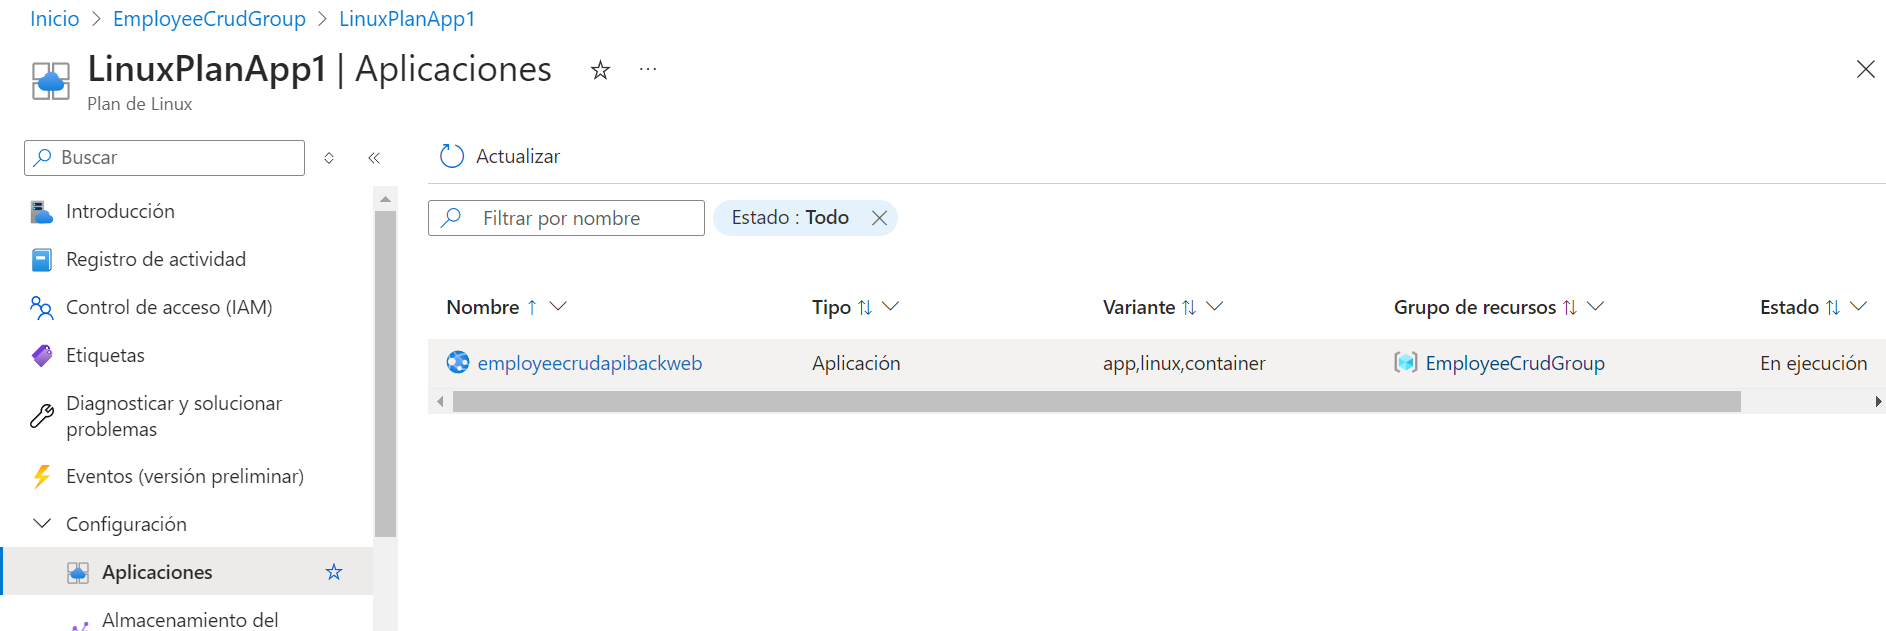 Inicio > EmployeeCrudGroup > LinuxPlanApp1
LinuxPlanApp1 | Aplicaciones
Plan de Linux
Buscar
Actualizar
Introducción
Filtrar por nombre
Estado : Todo
Registro de actividad
Control de acceso (IAM)
Nombre Tipo Variante Grupo de recursos Estado
Etiquetas
employeecrudapibackweb Aplicación app,linux,container EmployeeCrudGroup En ejecución
Diagnosticar y solucionar
problemas
Eventos (versión preliminar)
Configuración
Aplicaciones
Almacenamiento del